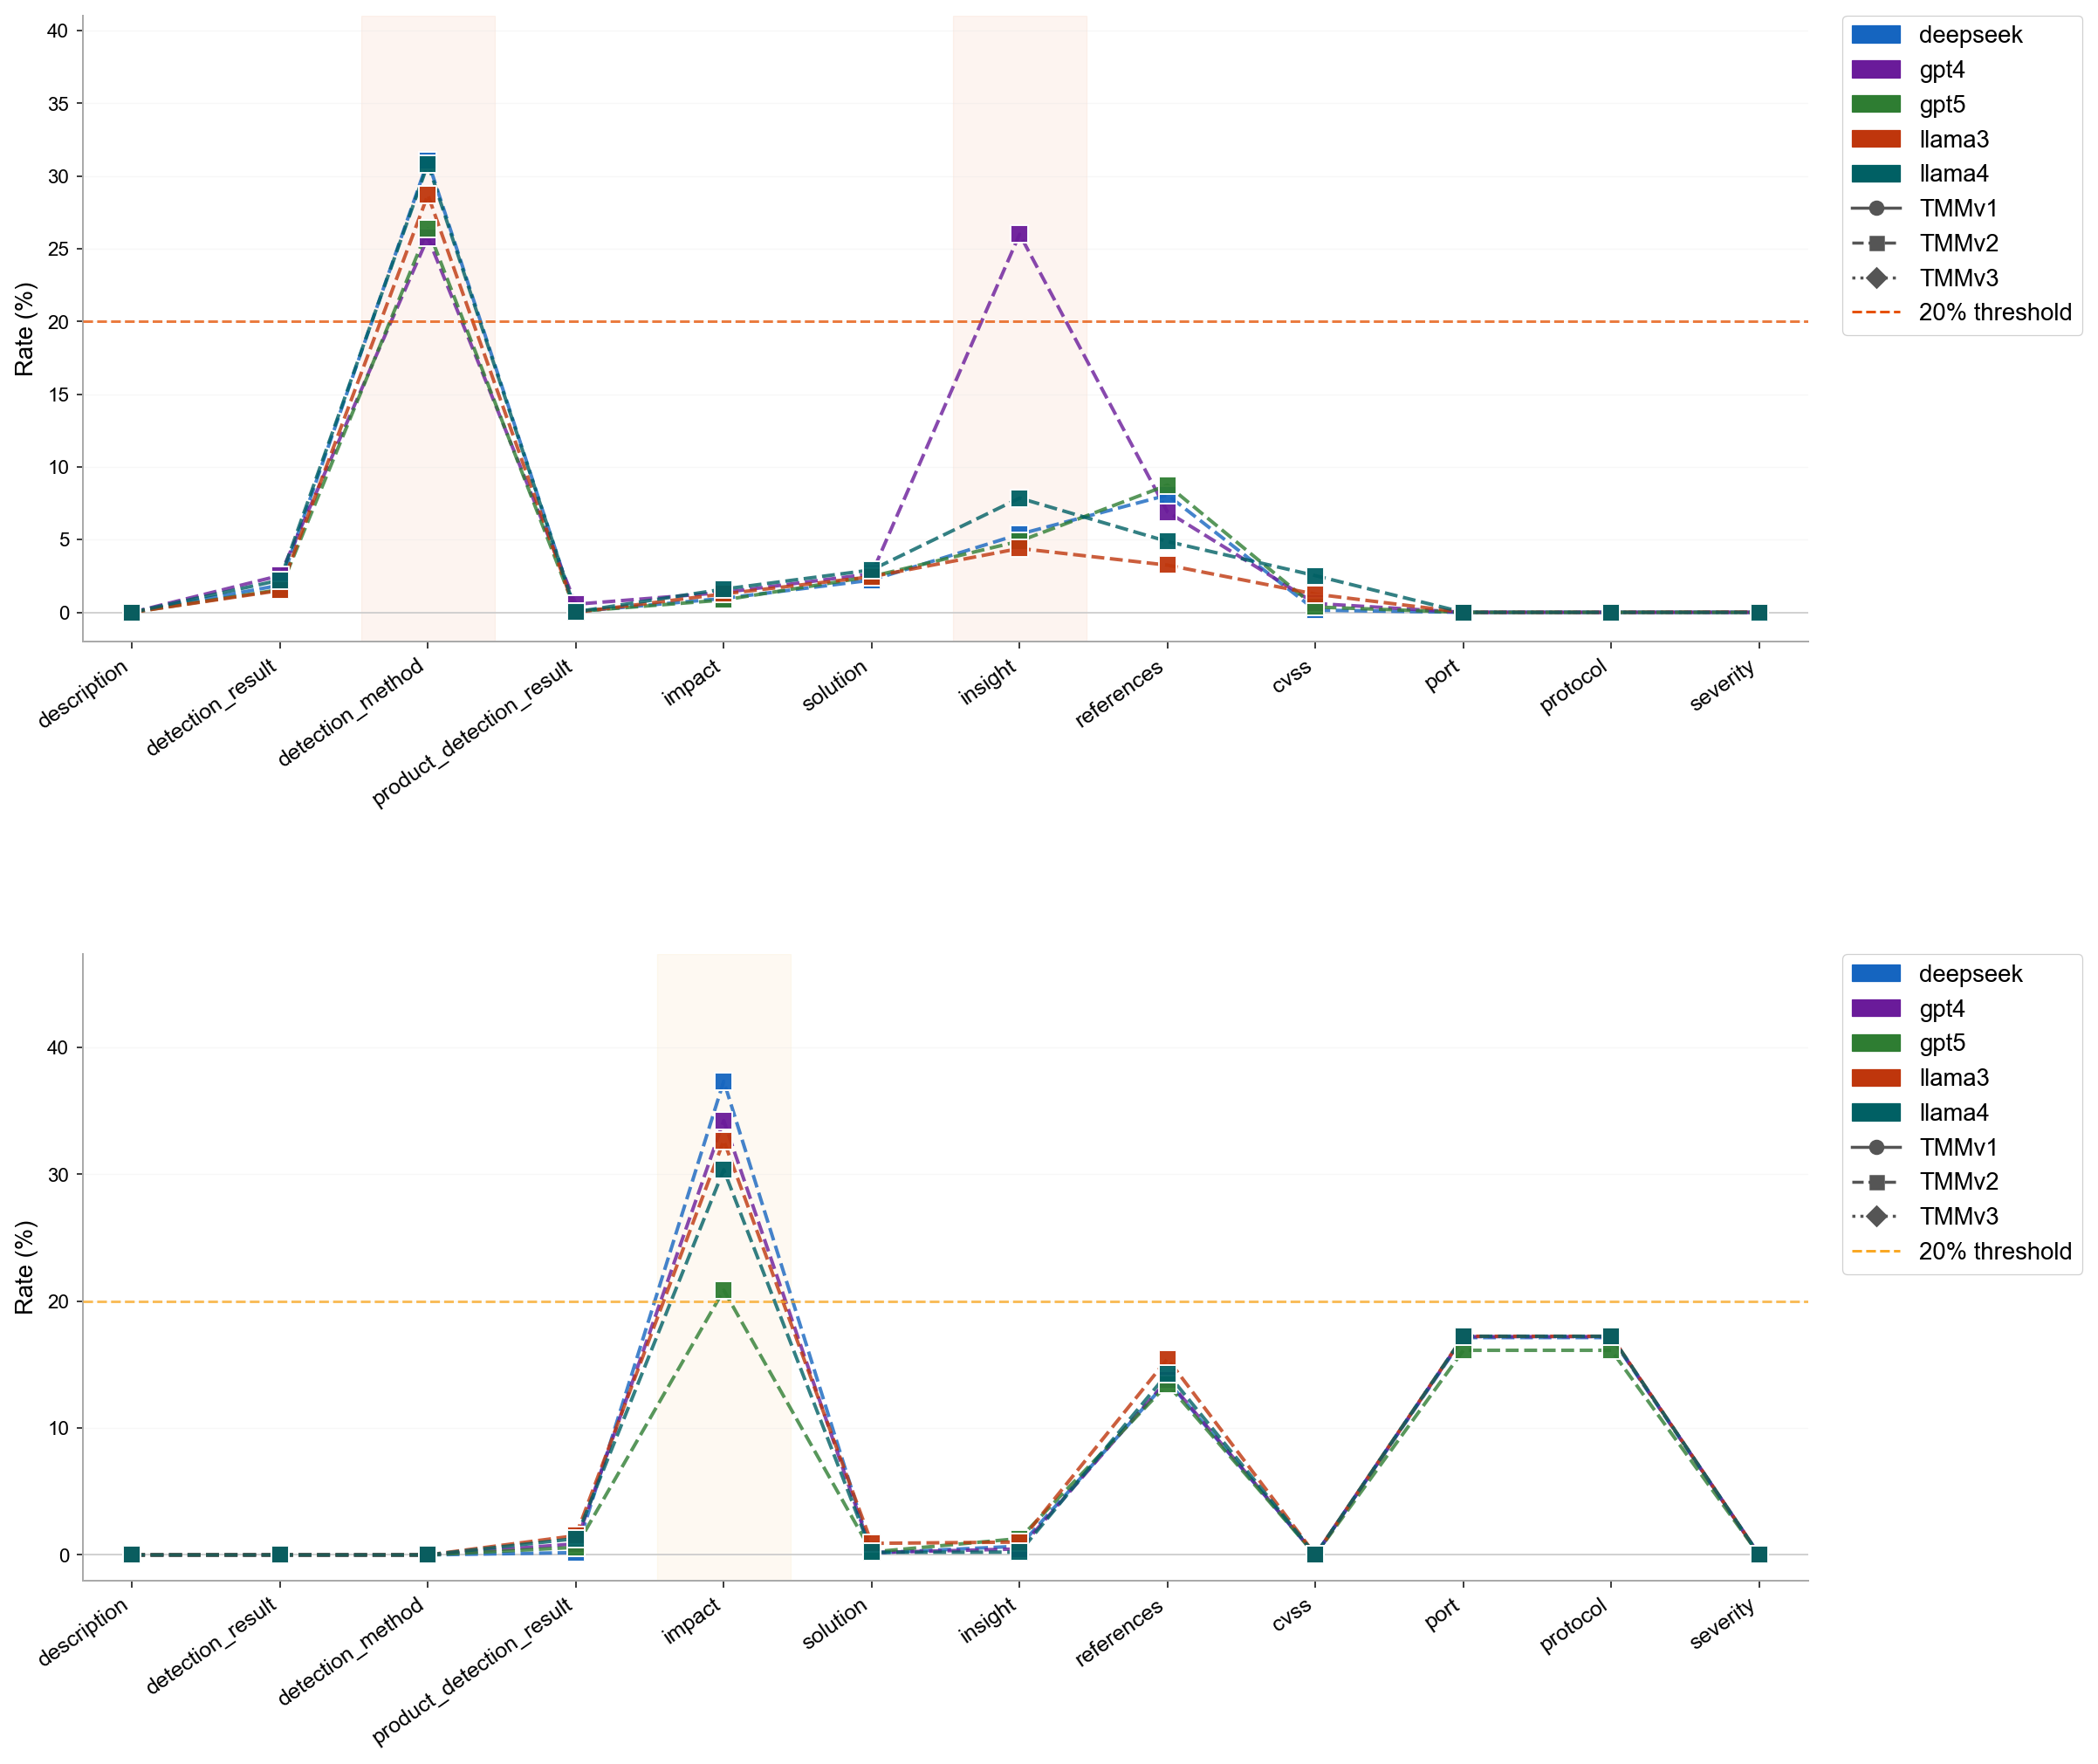 40
35
30
25
20
15
10
5
0
Rate (%)
description
detection_result
detection_method
product_detection_result
impact
solution
insight
references
cvss
port
protocol
severity
deepseek
gpt4
gpt5
llama3
llama4
TMMv1
TMMv2
TMMv3
20% threshold
40
30
20
10
0
Rate (%)
description
detection_result
detection_method
product_detection_result
impact
solution
insight
references
cvss
port
protocol
severity
deepseek
gpt4
gpt5
llama3
llama4
TMMv1
TMMv2
TMMv3
20% threshold